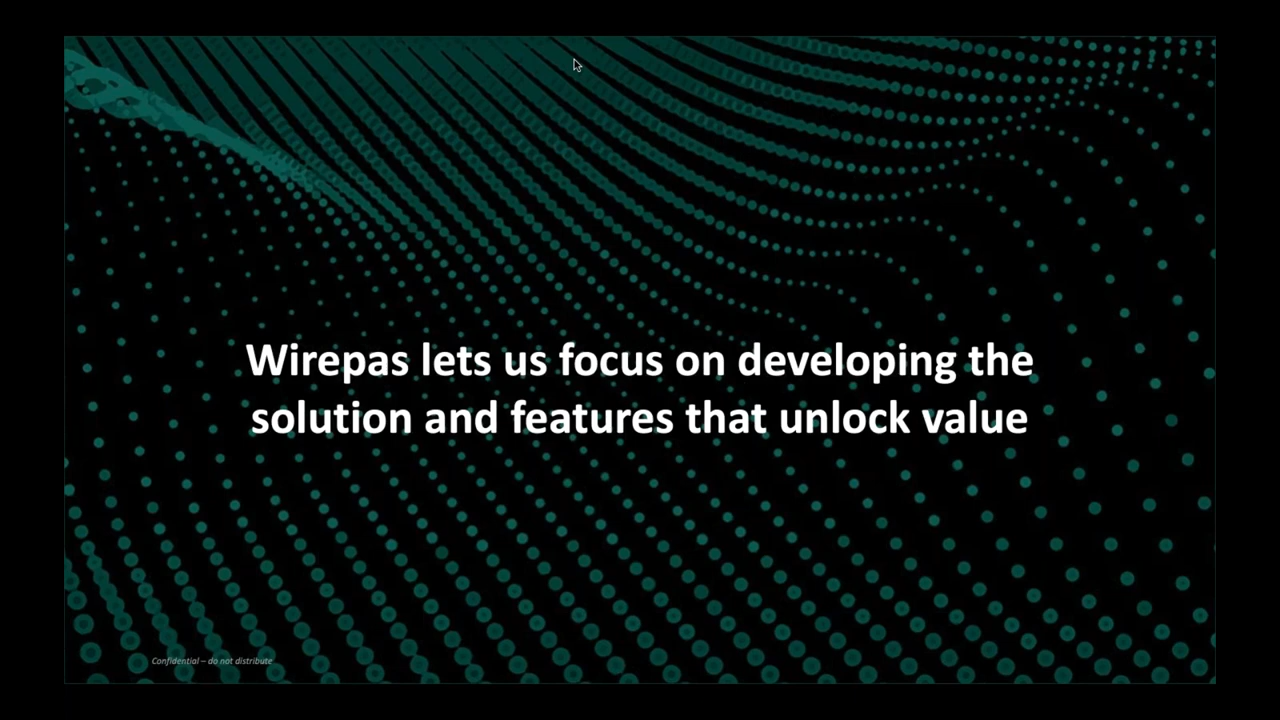 Wirepas lets us focus on developing the
solution and features that unlock value
Confidential – do not distribute